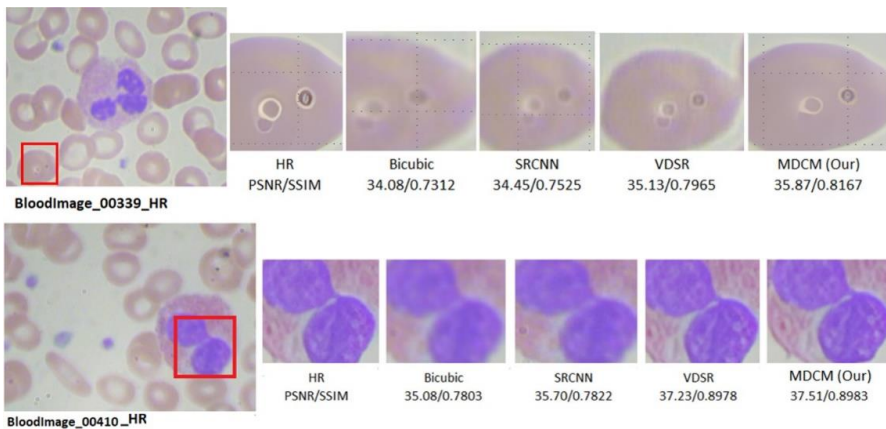 HR Bicubic SRCNN VDSR MDCM (Our)
PSNR/SSIM 34.08/0.7312 34.45/0.7525 35.13/0.7965 35.87/0.8167
BloodImage_00339_HR
HR Bicubic SRCNN VDSR MDCM (Our)
PSNR/SSIM 35.08/0.7803 35.70/0.7822 37.23/0.8978 37.51/0.8983
BloodImage_00410_HR